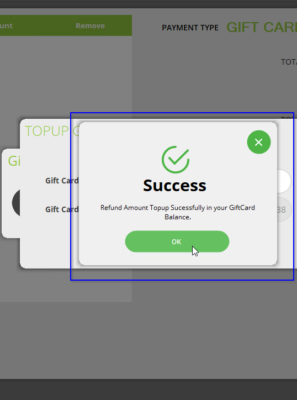 unt Remove
PAYMENT TYPE GIFT CAR
TOT
TOPUP
Gi
Gift Card
Gift Card
38
Success
Refund Amount Topup Sucessfully in your GiftCard
Balance.
OK